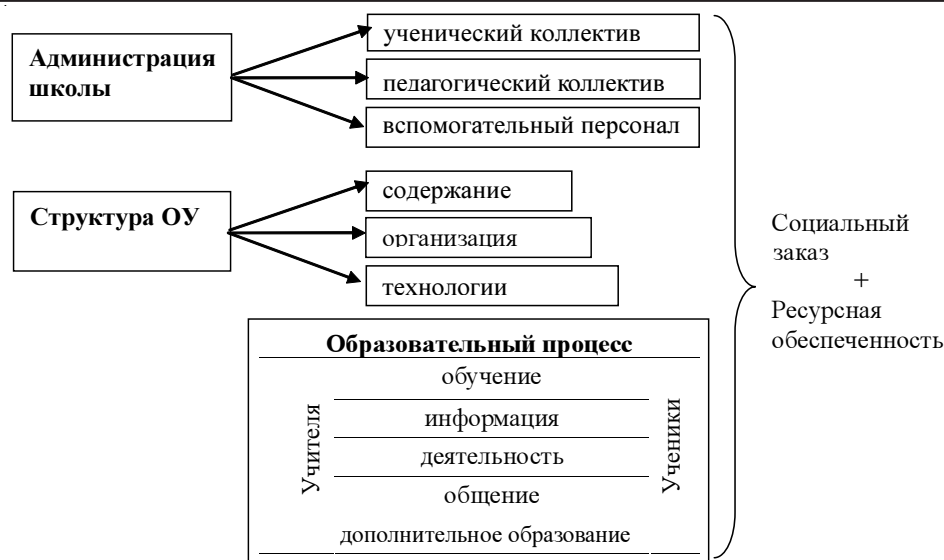 Администрация
школы
ученический коллектив
педагогический коллектив
вспомогательный персонал
Структура ОУ
содержание
организация
технологии
Образовательный процесс
Учителя
обучение
информация
деятельность
общение
дополнительное образование
Ученики
Социальный
заказ
+
Ресурсная
обеспеченность